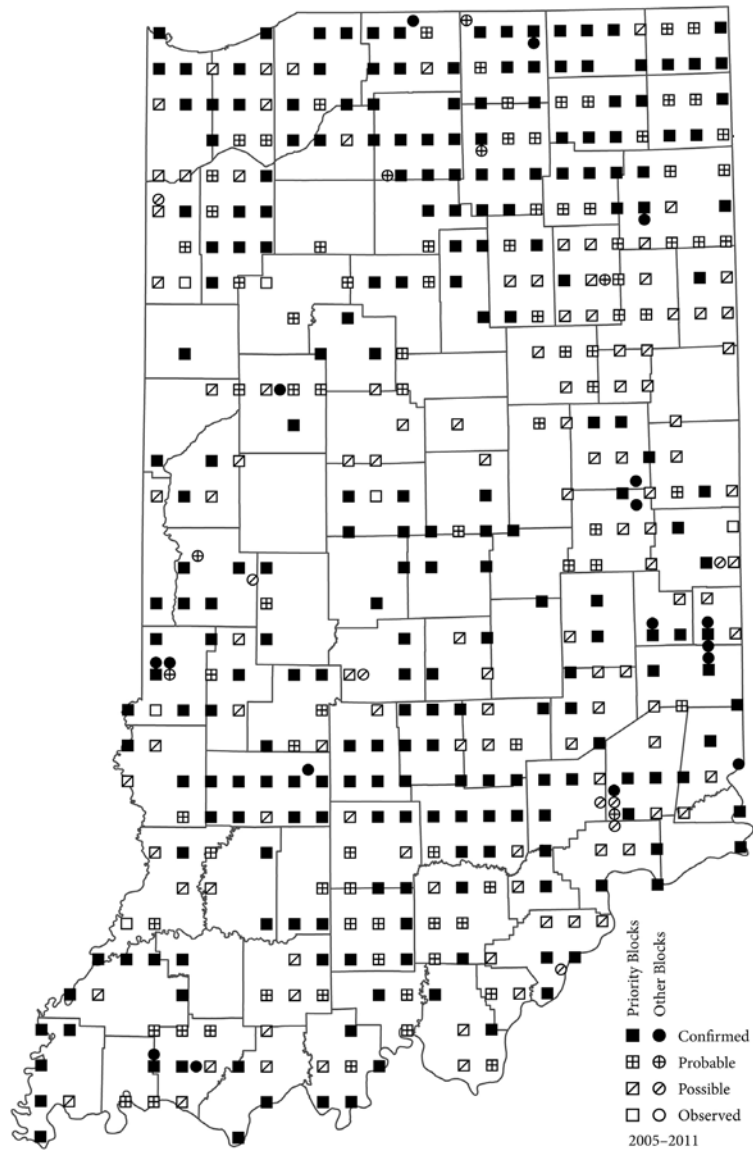 Priority Blocks
Other Blocks
Confirmed
Probable
Possible
Observed
2005–2011